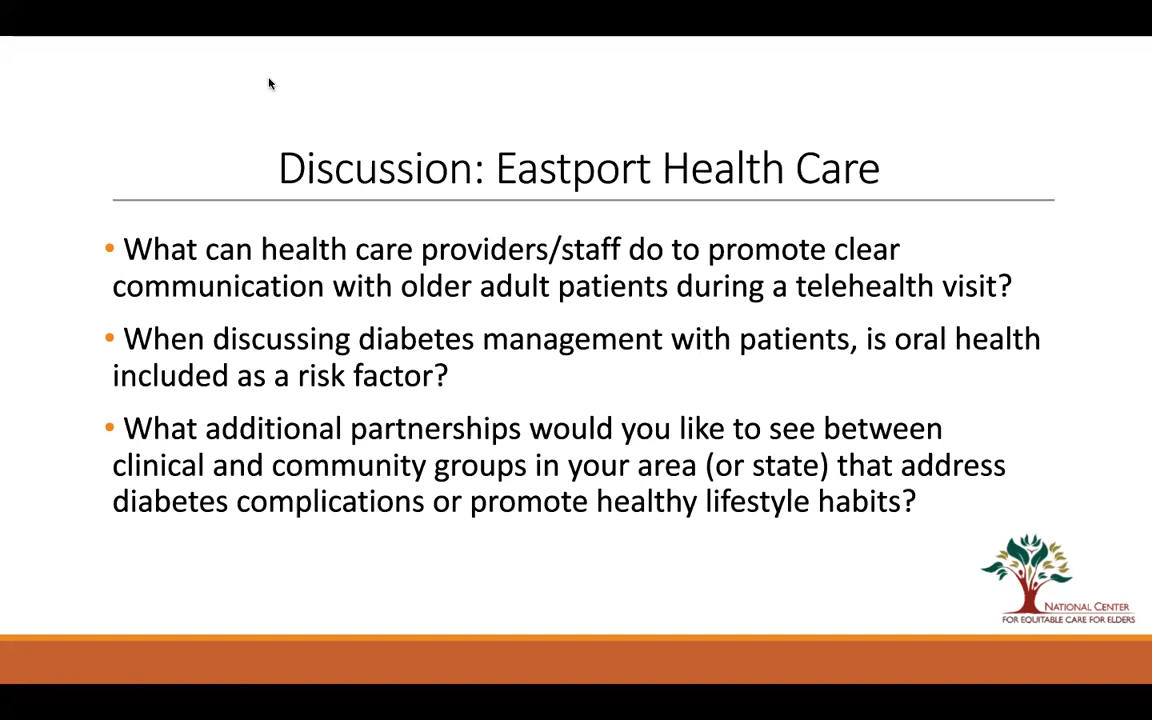 Discussion: Eastport Health Care
• What can health care providers/staff do to promote clear
communication with older adult patients during a telehealth visit?
• When discussing diabetes management with patients, is oral health
included as a risk factor?
• What additional partnerships would you like to see between
clinical and community groups in your area (or state) that address
diabetes complications or promote healthy lifestyle habits?
NATIONAL CENTER
FOR EQUITABLE CARE FOR ELDERS